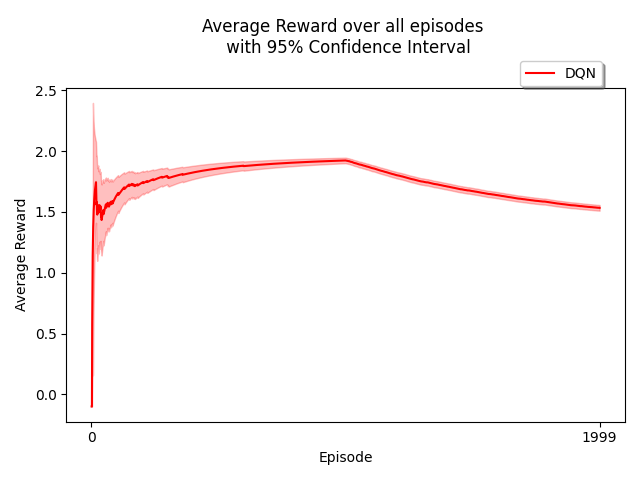 Average Reward over all episodes
with 95% Confidence Interval
DQN
2.5
2.0
1.5
1.0
0.5
0.0
Average Reward
0
1999
Episode